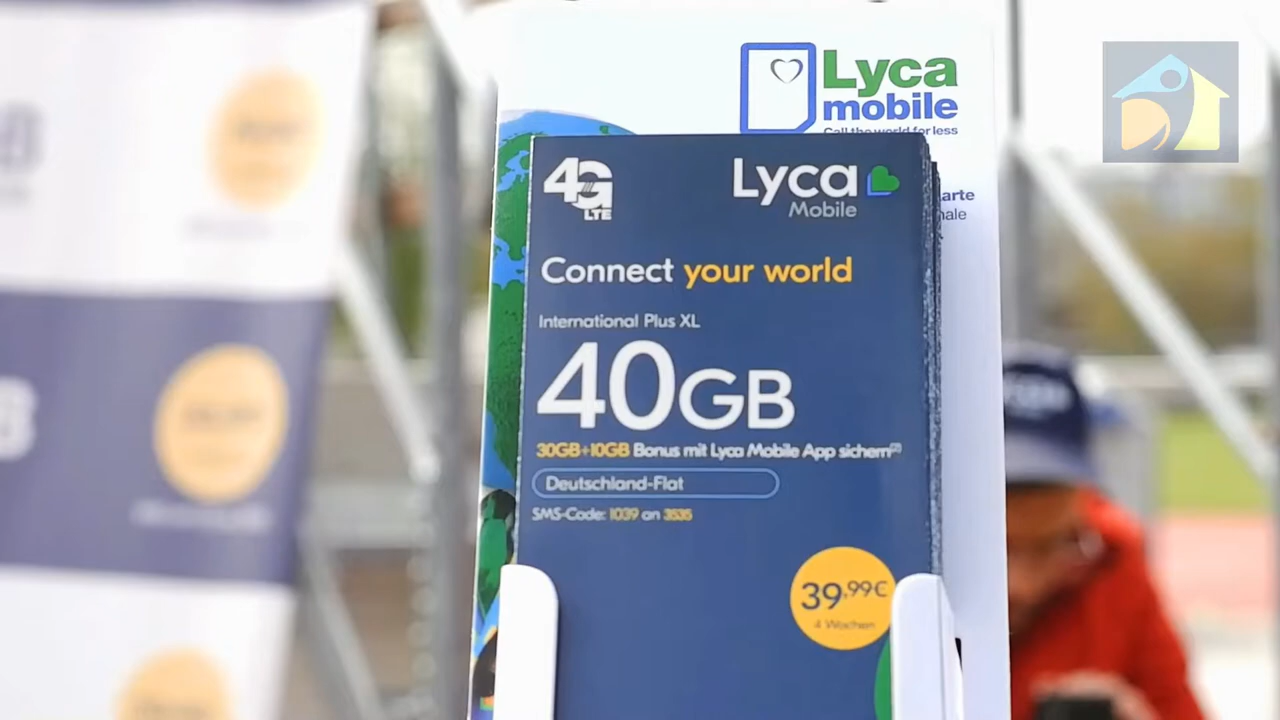 Lyca
mobile
Call the world for less
4G
LTE
Lyca
Mobile
arte
nale
Connect your world
International Plus XL
40GB
30GB+10GB Bonus mit Lyca Mobile App sichern(2)
Deutschland-Flat
SMS-Code: 1039 an 3535
39,99€
4 Wochen